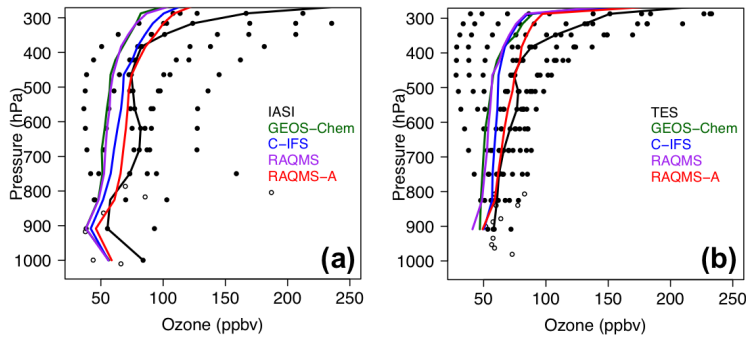 300
400
500
600
700
800
900
1000
Pressure (hPa)
50
100
150
200
250
Ozone (ppbv)
IASI
GEOS−Chem
C−IFS
RAQMS
RAQMS−A
(a)
300
400
500
600
700
800
900
1000
Pressure (hPa)
50
100
150
200
250
Ozone (ppbv)
TES
GEOS−Chem
C−IFS
RAQMS
RAQMS−A
(b)